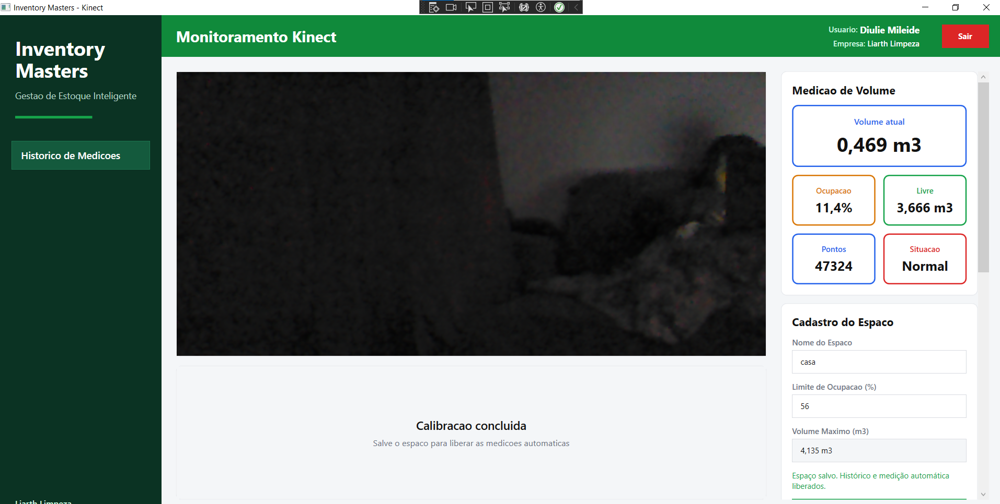 Inventory Masters - Kinect
Inventory
Masters
Gestao de Estoque Inteligente
Historico de Medicoes
Liarth Limpeza
Monitoramento Kinect
Usuario: Diulie Mileide
Empresa: Liarth Limpeza
Sair
Calibracao concluida
Salve o espaco para liberar as medicoes automaticas
Medicao de Volume
Volume atual
0,469 m3
Ocupacao
11,4%
Livre
3,666 m3
Pontos
47324
Situacao
Normal
Cadastro do Espaco
Nome do Espaco
casa
Limite de Ocupacao (%)
56
Volume Maximo (m3)
4,135 m3
Espaço salvo. Histórico e medição automática
liberados.